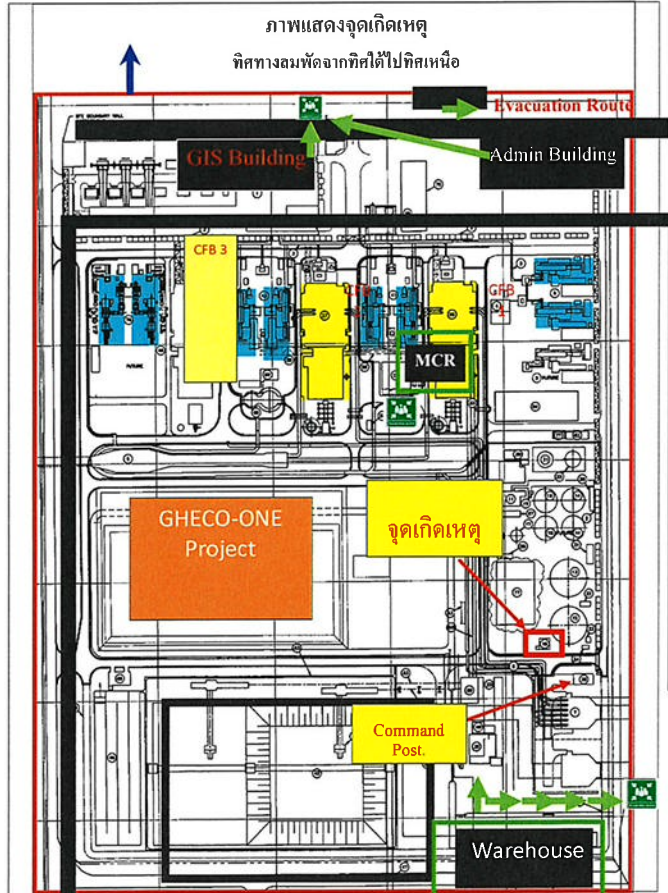 ภาพแสดงจุดเกิดเหตุ
ทิศทางลมพัดจากทิศใต้ไปทิศเหนือ
Evacuation Route
GIS Building
Admin Building
CFB 3
CFB
CFB
1
MCR
FUTURE
FUTURE
GHECO-ONE
Project
จุดเกิดเหตุ
Command
Post.
Warehouse